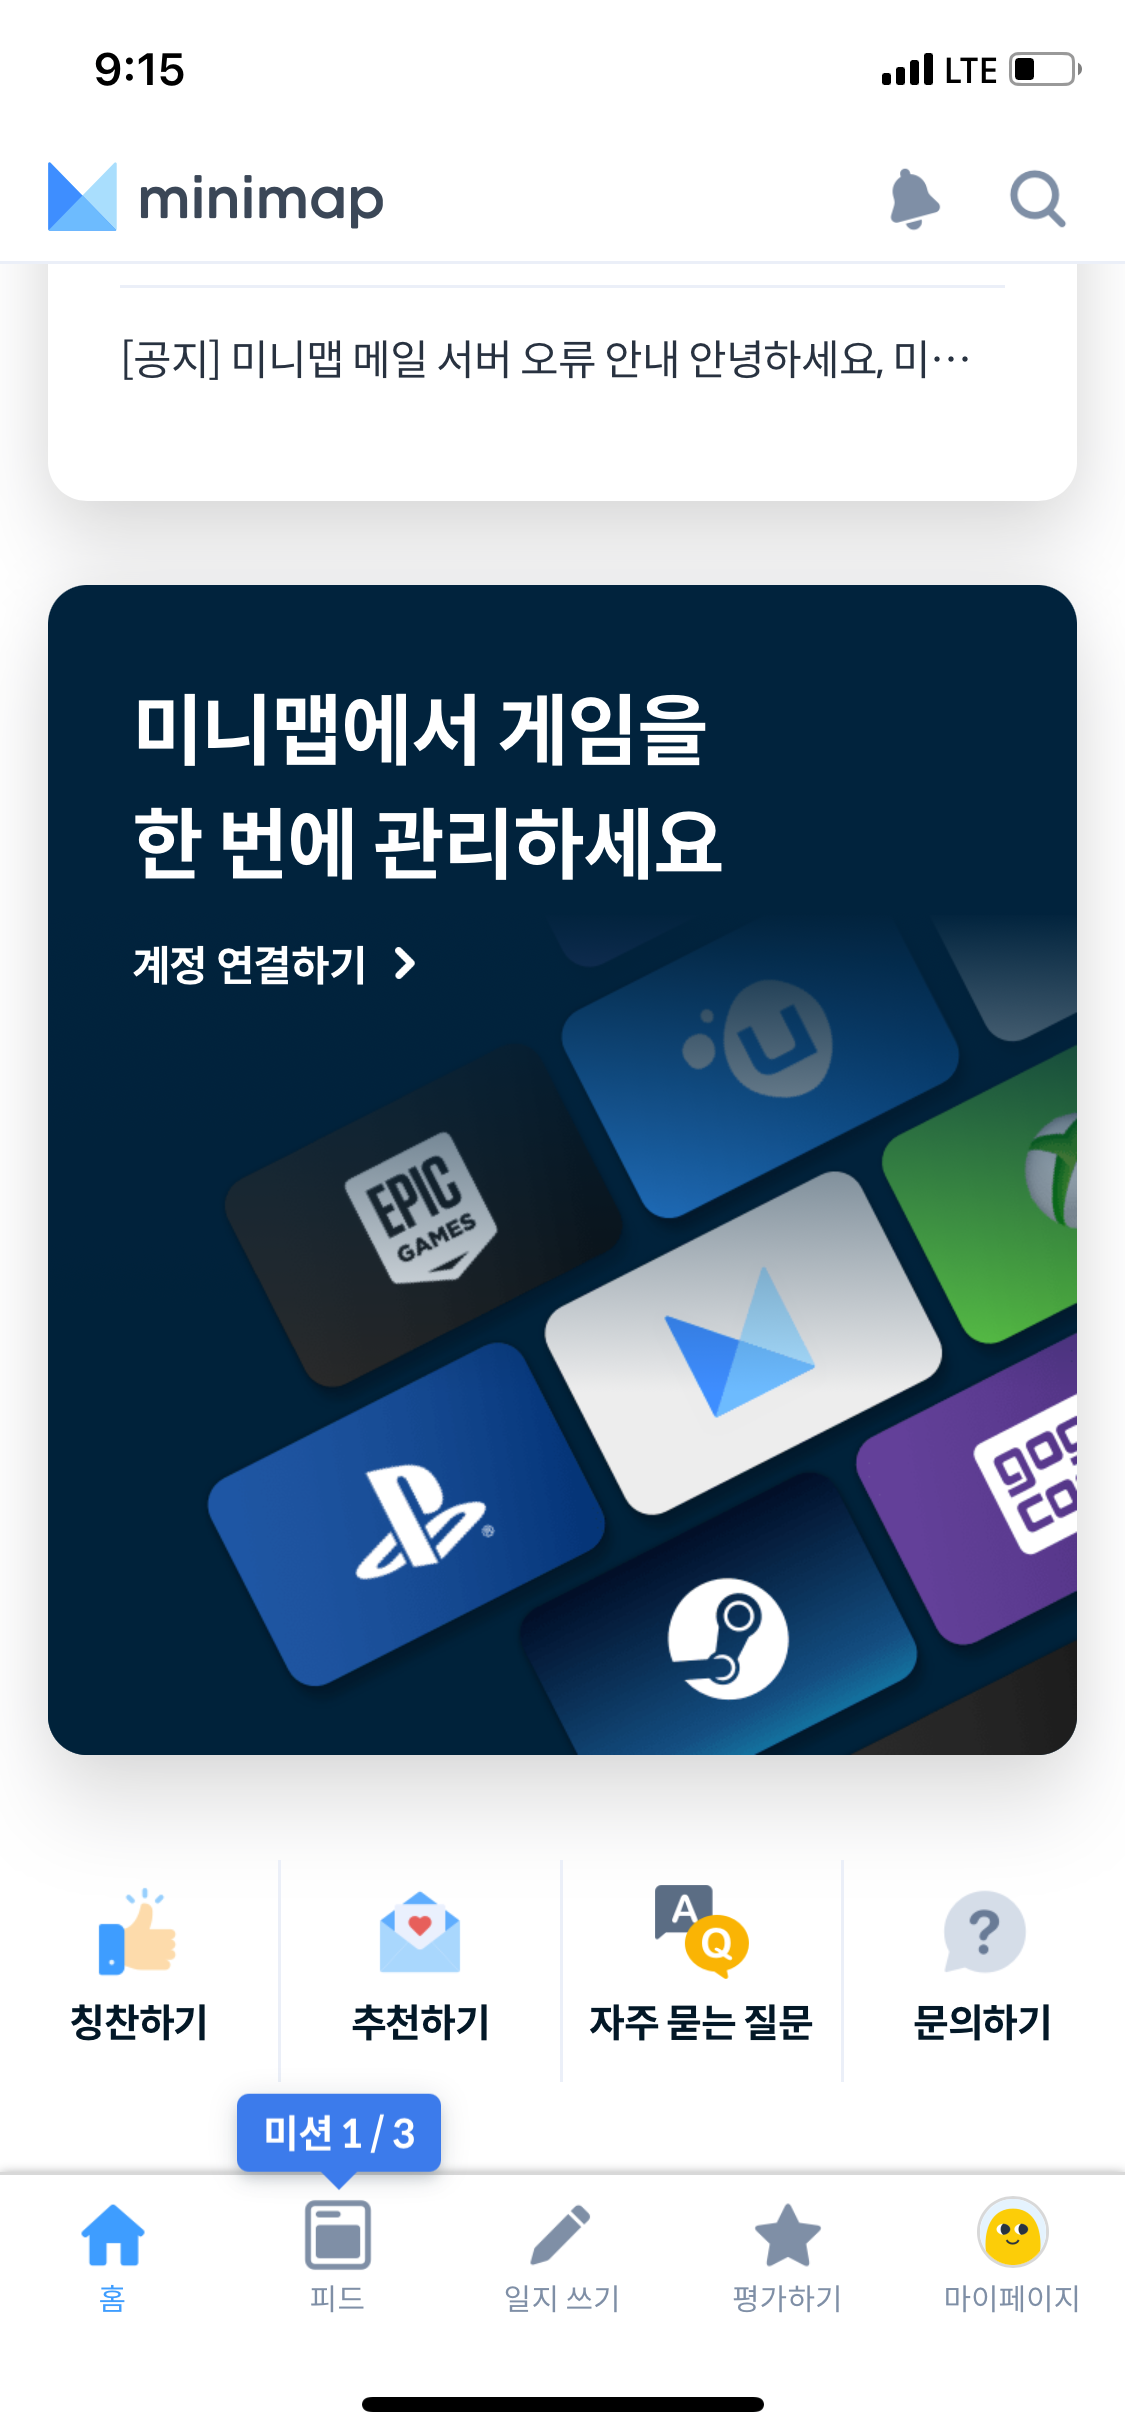 9:15
LTE
minimap
[공지] 미니맵 메일 서버 오류 안내 안녕하세요, 미…
미니맵에서 게임을
한 번에 관리하세요
계정 연결하기
EPIC
GAMES
A
Q
?
칭찬하기
추천하기
자주 묻는 질문
문의하기
미션 1 / 3
홈
피드
일지 쓰기
평가하기
마이페이지